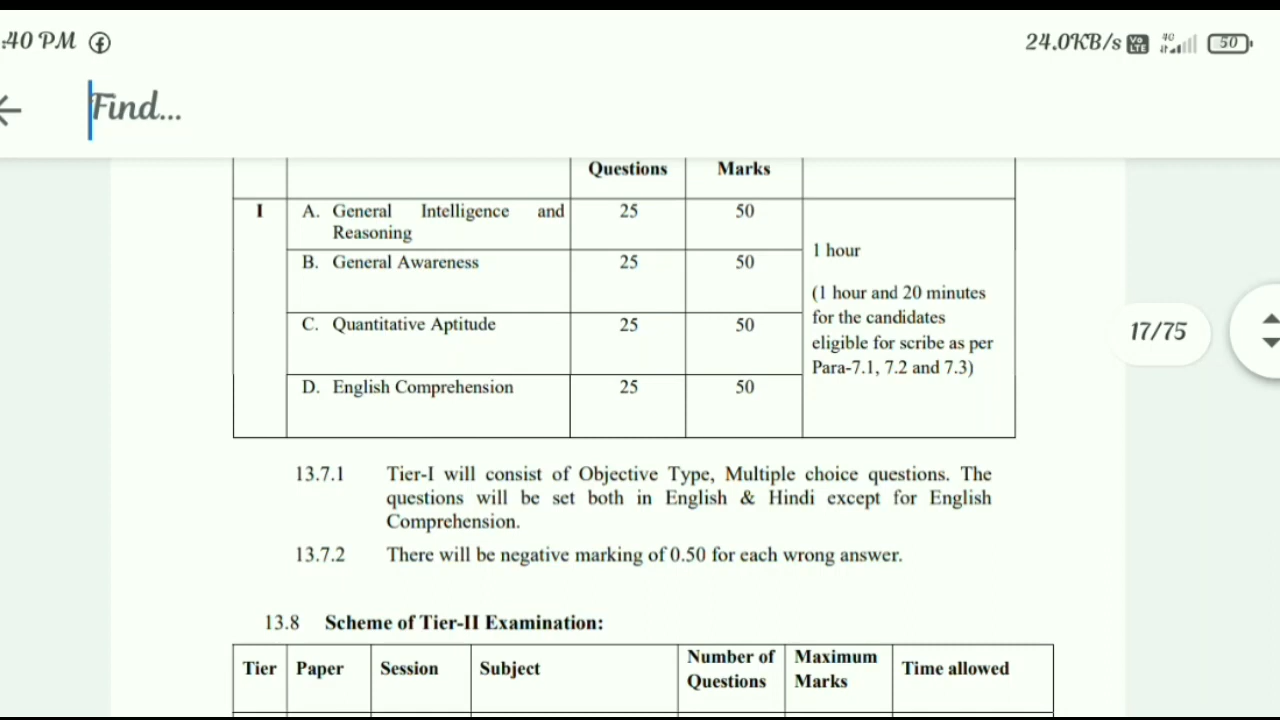 :40 PM
24.0KB/s Vo LTE 4G 50
Find...
Questions Marks
I A. General Intelligence and 25 50
Reasoning
B. General Awareness 25 50
C. Quantitative Aptitude 25 50
D. English Comprehension 25 50
1 hour
(1 hour and 20 minutes
for the candidates
eligible for scribe as per
Para-7.1, 7.2 and 7.3)
17/75
13.7.1 Tier-I will consist of Objective Type, Multiple choice questions. The
questions will be set both in English & Hindi except for English
Comprehension.
13.7.2 There will be negative marking of 0.50 for each wrong answer.
13.8 Scheme of Tier-II Examination:
Tier Paper Session Subject Number of Maximum Time allowed
Questions Marks